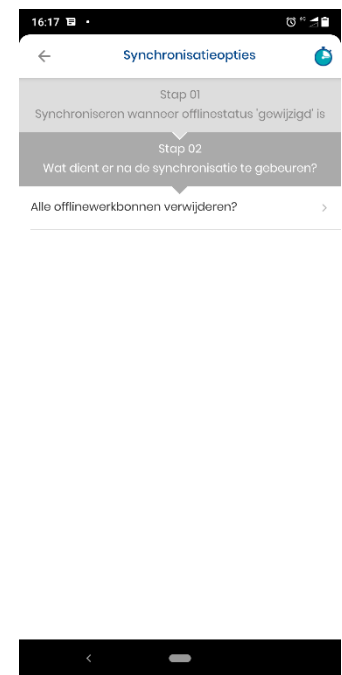 16:17
Synchronisatieopties
Stap 01
Synchroniseren wanneer offlinestatus 'gewijzigd' is
Stap 02
Wat dient er na de synchronisatie te gebeuren?
Alle offlinewerkbonnen verwijderen?